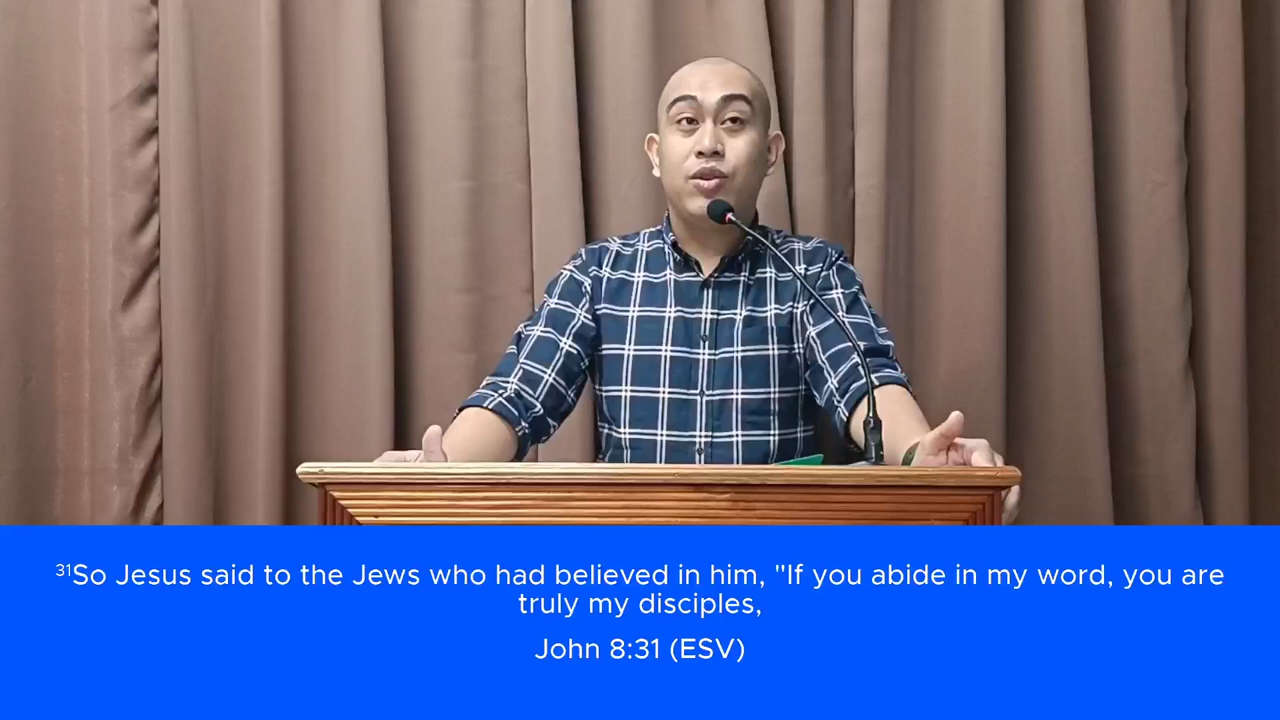 ³¹So Jesus said to the Jews who had believed in him, "If you abide in my word, you are
truly my disciples,
John 8:31 (ESV)